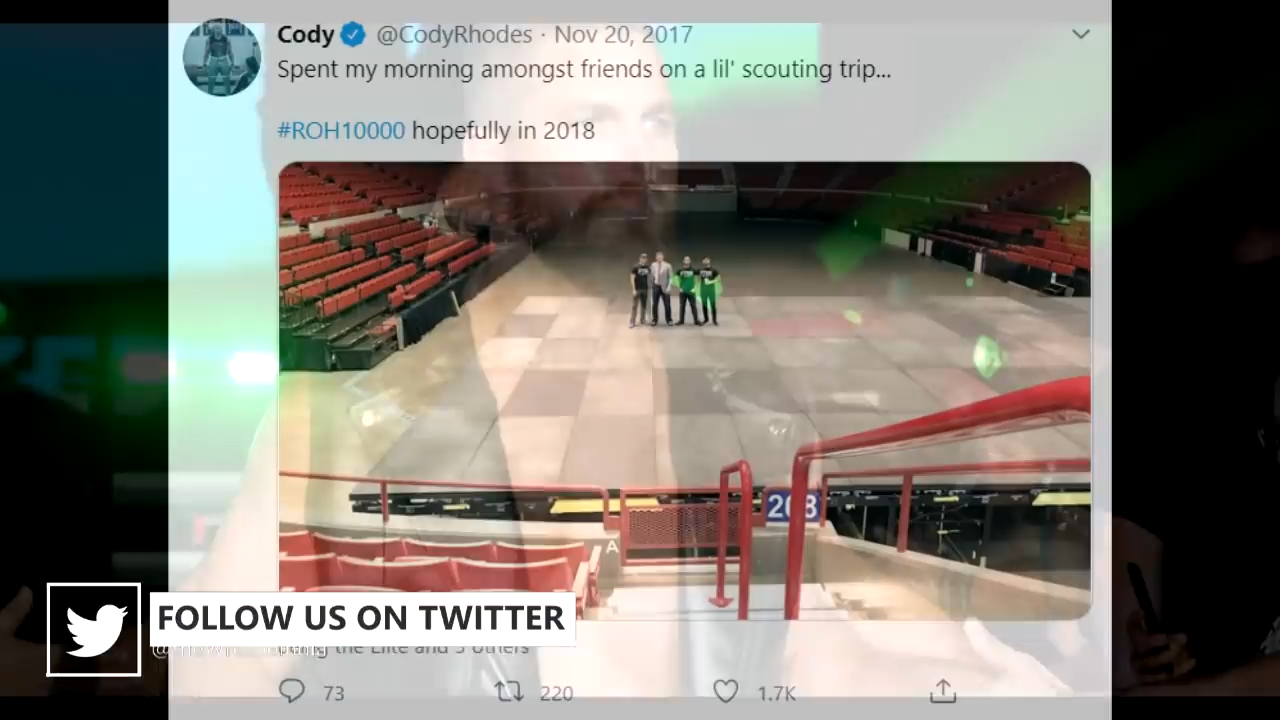 Cody @CodyRhodes · Nov 20, 2017
Spent my morning amongst friends on a lil' scouting trip...
#ROH10000 hopefully in 2018
208
A
FOLLOW US ON TWITTER
the Elite and 5 others
73 220 1.7K